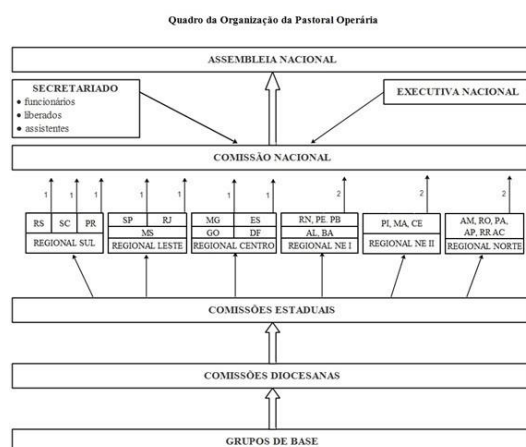 Quadro da Organização da Pastoral Operária
ASSEMBLEIA NACIONAL
SECRETARIADO
• funcionários
• liberados
• assistentes
EXECUTIVA NACIONAL
COMISSÃO NACIONAL
1 1 1 1 1 1 1 2 2 2
RS SC PR
REGIONAL SUL
SP RJ
MS
REGIONAL LESTE
MG ES
GO DF
REGIONAL CENTRO
RN, PE. PB
AL, BA
REGIONAL NE I
PI, MA, CE
REGIONAL NE II
AM, RO, PA,
AP, RR AC
REGIONAL NORTE
COMISSÕES ESTADUAIS
COMISSÕES DIOCESANAS
GRUPOS DE BASE